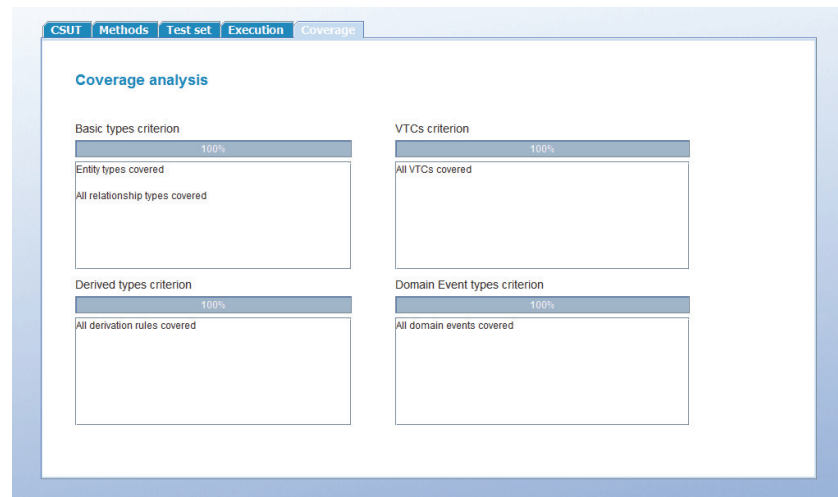 CSUT Methods Test set Execution Coverage
Coverage analysis
Basic types criterion
100%
Entity types covered
All relationship types covered
VTCs criterion
100%
All VTCs covered
Derived types criterion
100%
All derivation rules covered
Domain Event types criterion
100%
All domain events covered